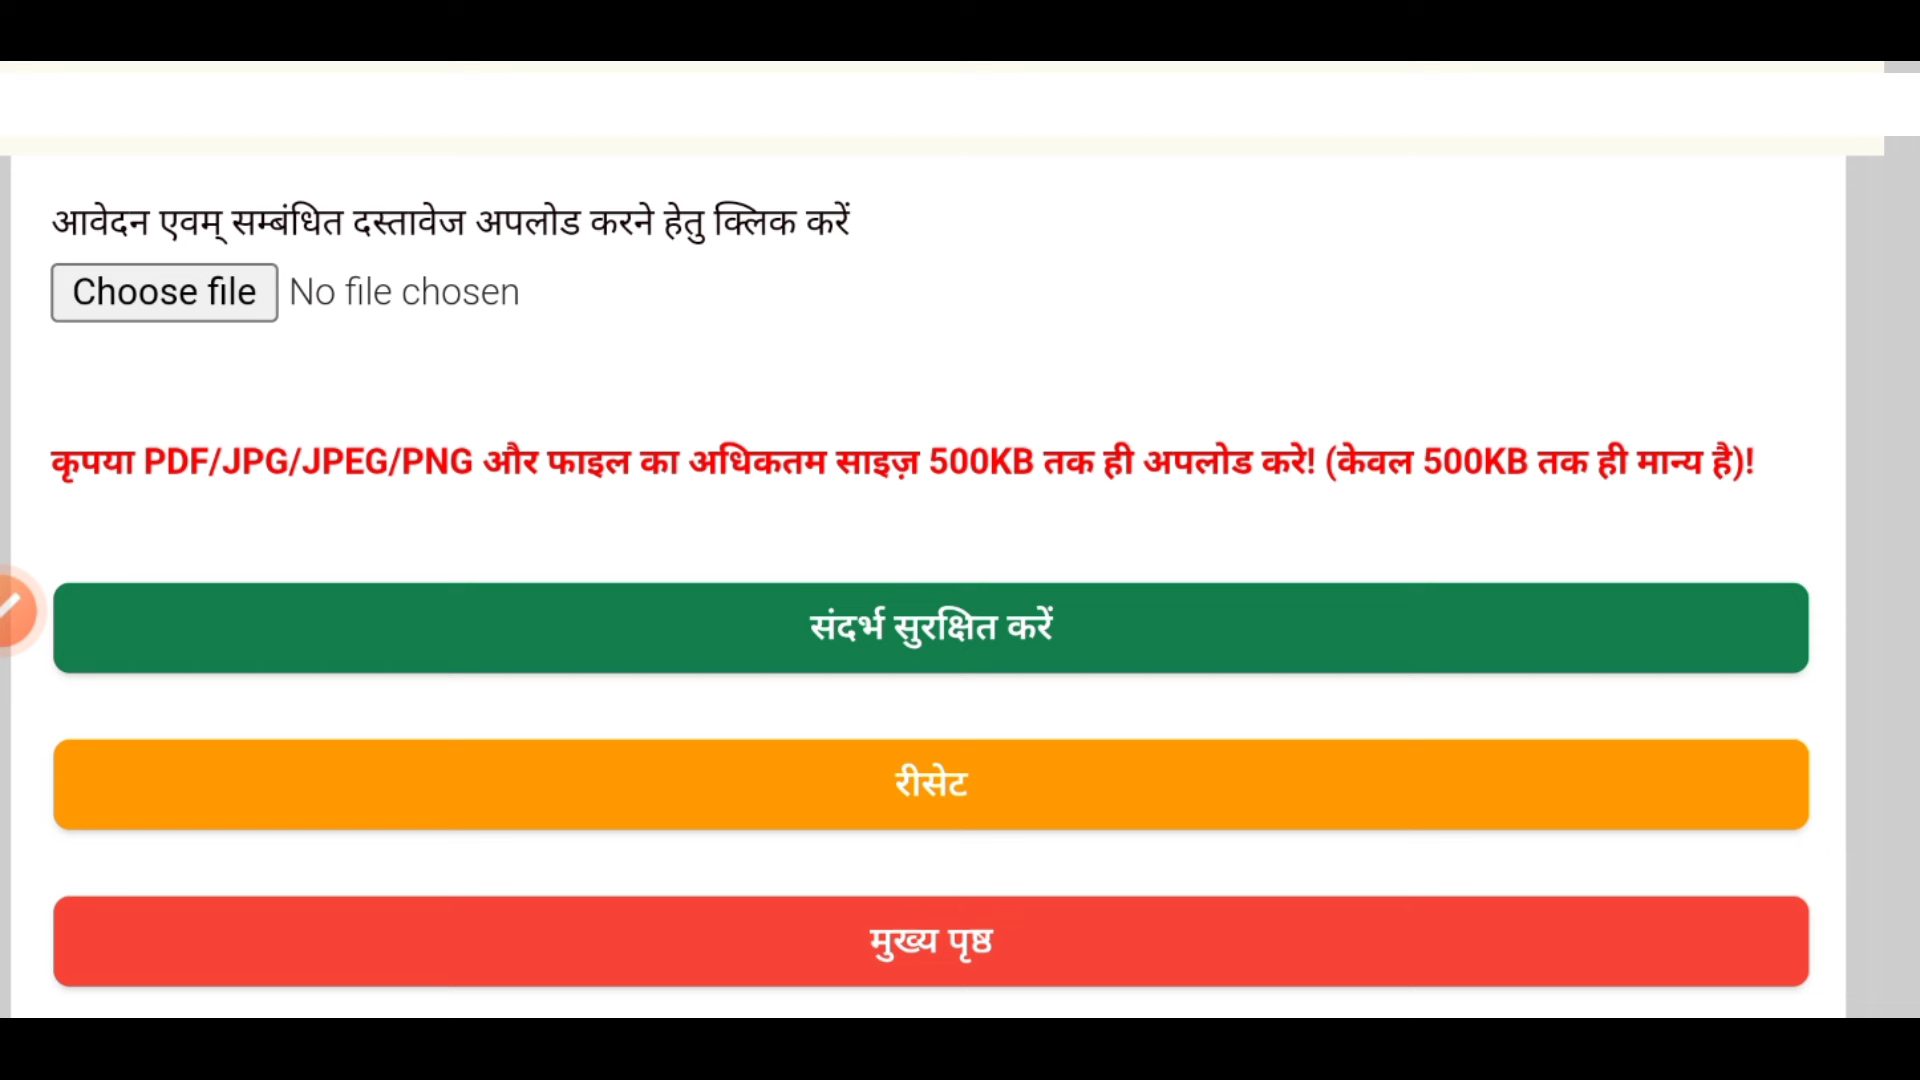 आवेदन एवम् सम्बंधित दस्तावेज अपलोड करने हेतु क्लिक करें
Choose file No file chosen
कृपया PDF/JPG/JPEG/PNG और फाइल का अधिकतम साइज़ 500KB तक ही अपलोड करे! (केवल 500KB तक ही मान्य है)!
संदर्भ सुरक्षित करें
रीसेट
मुख्य पृष्ठ